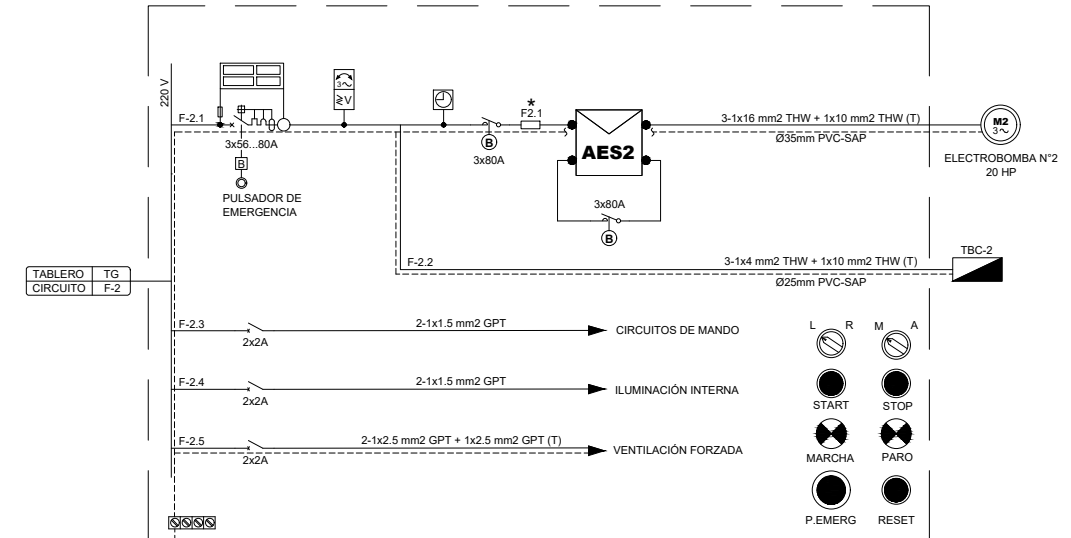 220 V
F-2.1
3x56...80A
B
PULSADOR DE
EMERGENCIA
3~
≥V
B
3x80A
*
F2.1
AES2
3x80A
B
3-1x16 mm2 THW + 1x10 mm2 THW (T)
Ø35mm PVC-SAP
M2
3~
ELECTROBOMBA N°2
20 HP
F-2.2
3-1x4 mm2 THW + 1x10 mm2 THW (T)
Ø25mm PVC-SAP
TBC-2
TABLERO TG
CIRCUITO F-2
F-2.3
2x2A
2-1x1.5 mm2 GPT
CIRCUITOS DE MANDO
F-2.4
2x2A
2-1x1.5 mm2 GPT
ILUMINACIÓN INTERNA
F-2.5
2x2A
2-1x2.5 mm2 GPT + 1x2.5 mm2 GPT (T)
VENTILACIÓN FORZADA
L R M A
START STOP
MARCHA PARO
P.EMERG RESET